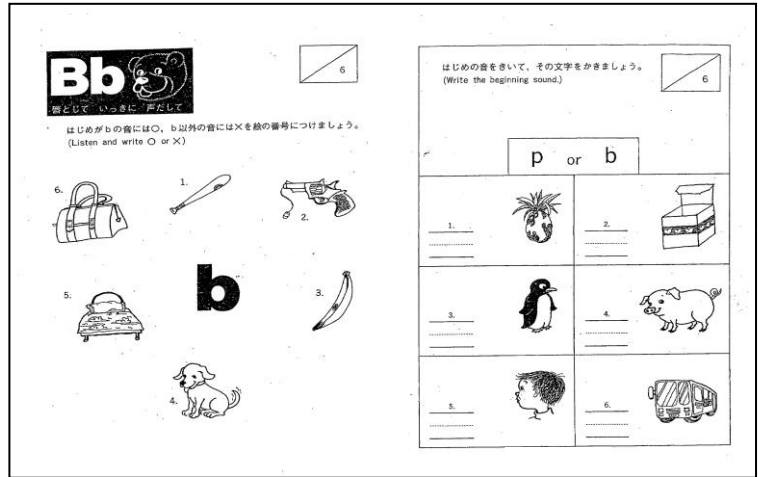 Bb
唇とじて いっきに 声だして
6
はじめがbの音には○、b以外の音には×を絵の番号につけましょう。
(Listen and write ○ or ×)
6.
1.
2.
5.
b
3.
4.
はじめの音をきいて、その文字をかきましょう。
(Write the beginning sound.)
6
p or b
1.
2.
3.
4.
5.
6.